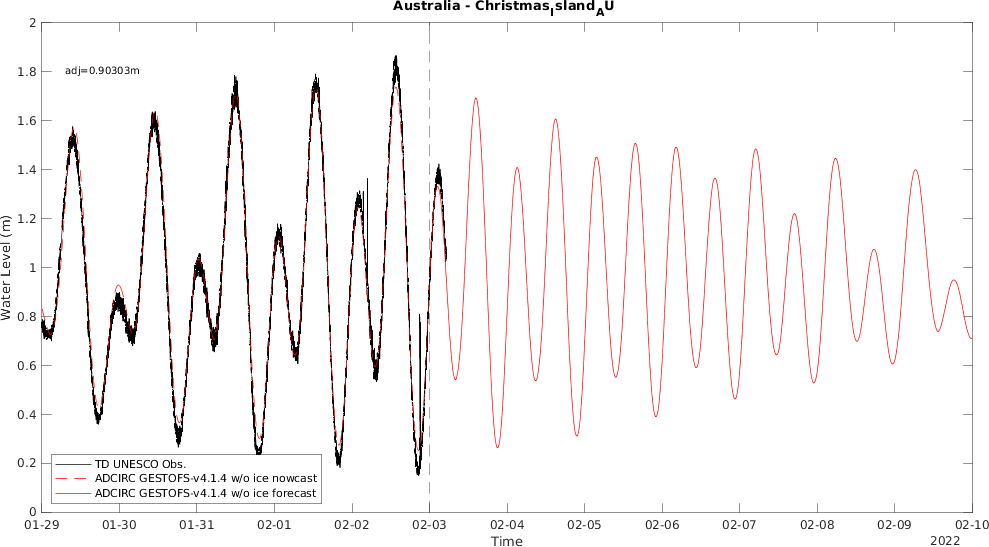 Australia - Christmas_Island_AU
adj=0.90303m
Water Level (m)
2
1.8
1.6
1.4
1.2
1
0.8
0.6
0.4
0.2
0
TD UNESCO Obs.
ADCIRC GESTOFS-v4.1.4 w/o ice nowcast
ADCIRC GESTOFS-v4.1.4 w/o ice forecast
01-29 01-30 01-31 02-01 02-02 02-03 02-04 02-05 02-06 02-07 02-08 02-09 02-10
Time
2022